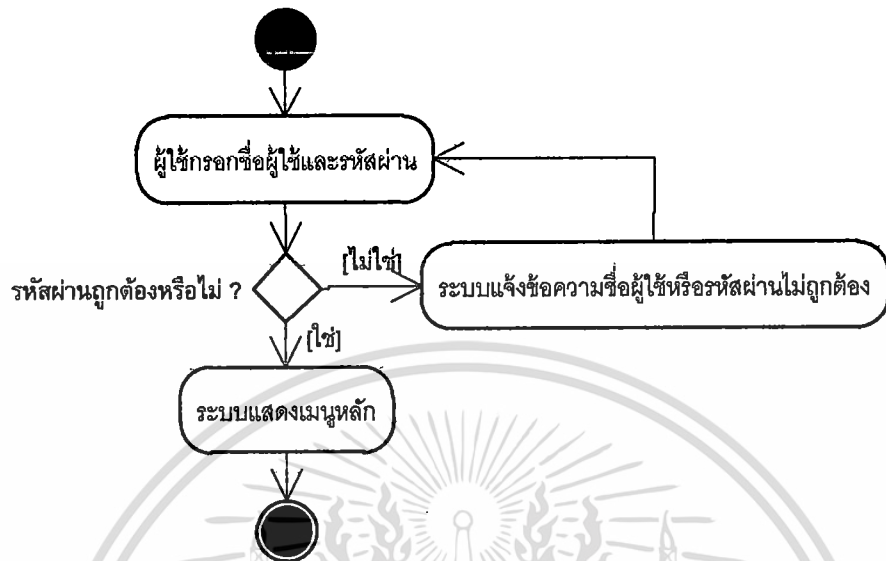 ผู้ใช้กรอกชื่อผู้ใช้และรหัสผ่าน
[ไม่ใช่]
รหัสผ่านถูกต้องหรือไม่ ?
ระบบแจ้งข้อความชื่อผู้ใช้หรือรหัสผ่านไม่ถูกต้อง
[ใช่]
ระบบแสดงเมนูหลัก